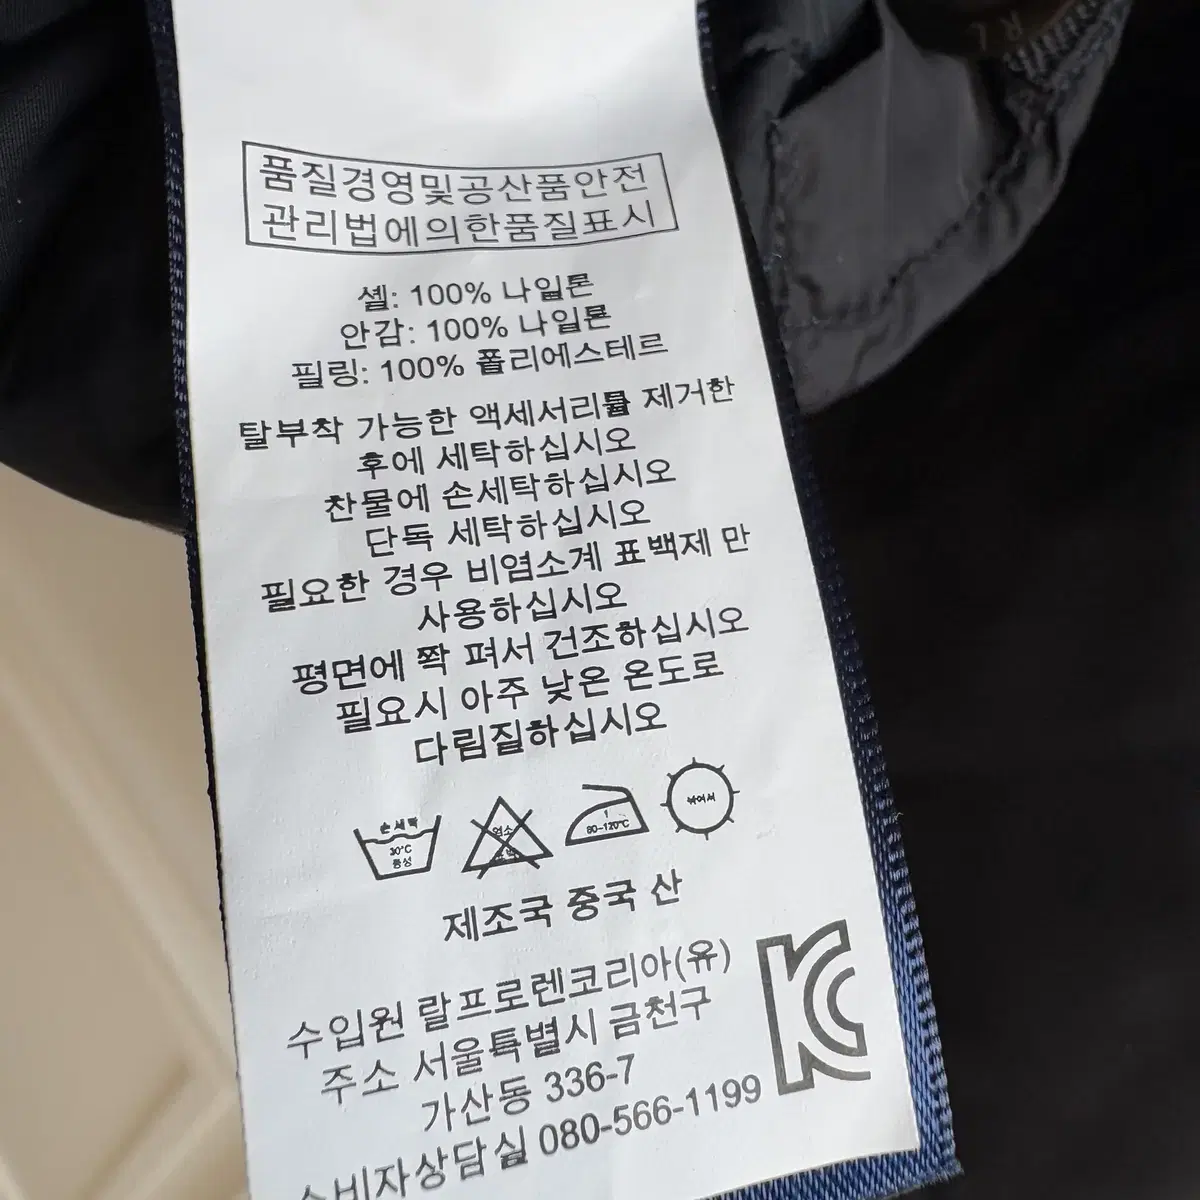 품질경영및공산품안전
관리법에의한품질표시
셸: 100% 나일론
안감: 100% 나일론
필링: 100% 폴리에스테르
탈부착 가능한 액세서리를 제거한
후에 세탁하십시오
찬물에 손세탁하십시오
단독 세탁하십시오
필요한 경우 비염소계 표백제 만
사용하십시오
평면에 쫙 펴서 건조하십시오
필요시 아주 낮은 온도로
다림질하십시오
손세탁
30°C
중성
염소
표백
1
80~120°C
뉘어서
제조국 중국 산
수입원 랄프로렌코리아(유)
주소 서울특별시 금천구
가산동 336-7
소비자상담실 080-566-1199
KC
R L